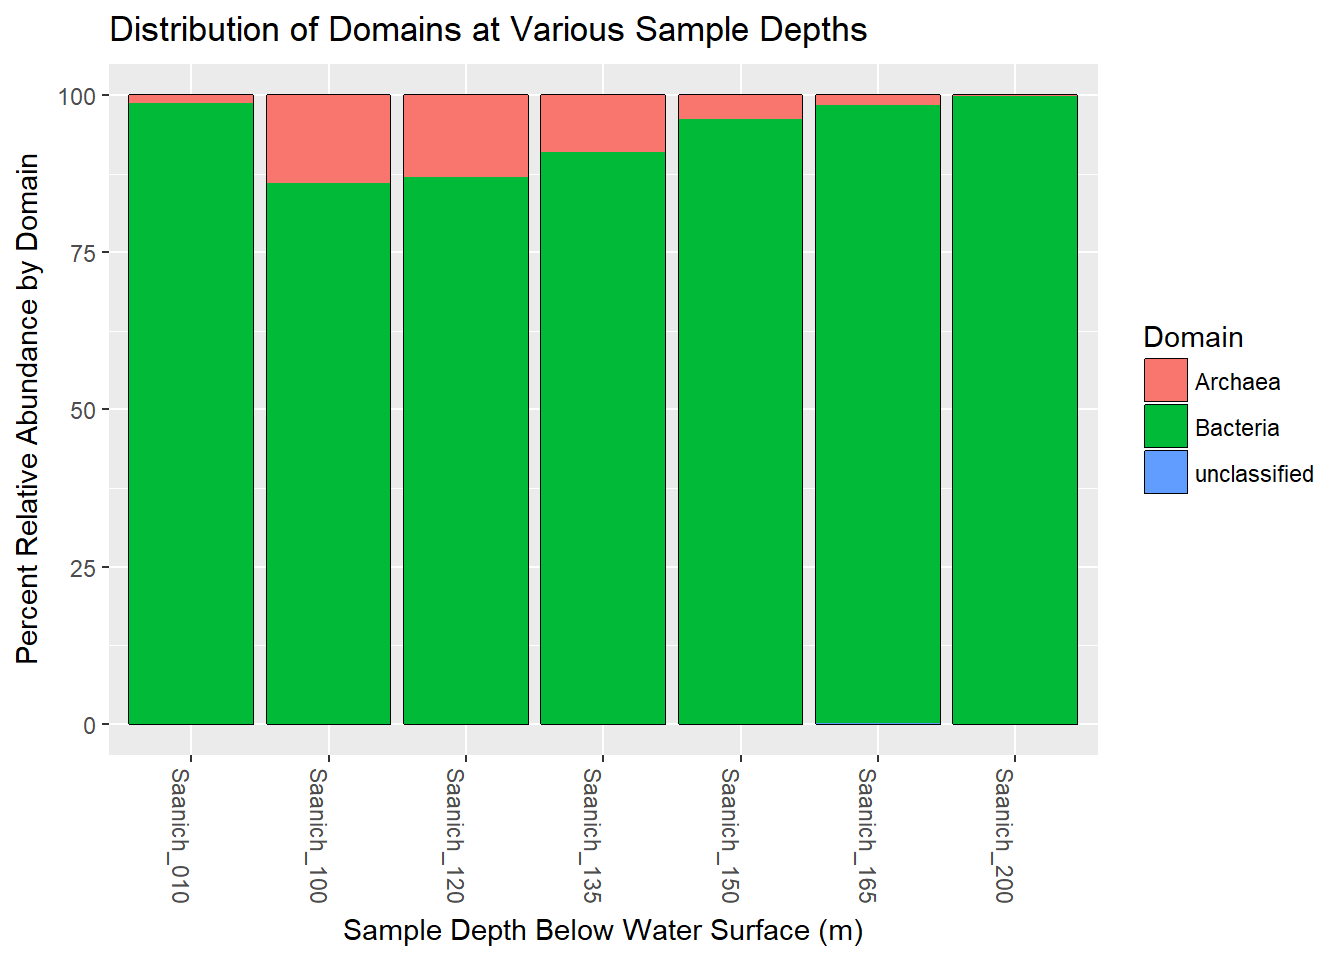 Distribution of Domains at Various Sample Depths
Percent Relative Abundance by Domain
100
75
50
25
0
Saanich_010
Saanich_100
Saanich_120
Saanich_135
Saanich_150
Saanich_165
Saanich_200
Sample Depth Below Water Surface (m)
Domain
Archaea
Bacteria
unclassified